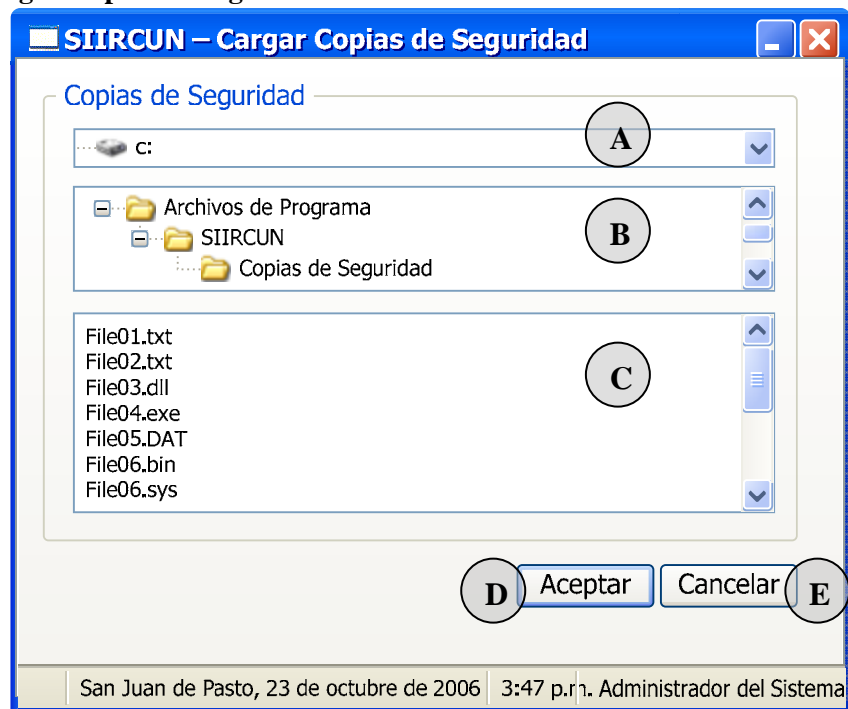 SIIRCUN – Cargar Copias de Seguridad
Copias de Seguridad
c:
A
Archivos de Programa
SIIRCUN
B
Copias de Seguridad
File01.txt
File02.txt
File03.dll
C
File04.exe
File05.DAT
File06.bin
File06.sys
D Aceptar Cancelar E
San Juan de Pasto, 23 de octubre de 2006 3:47 p.m. Administrador del Sistema